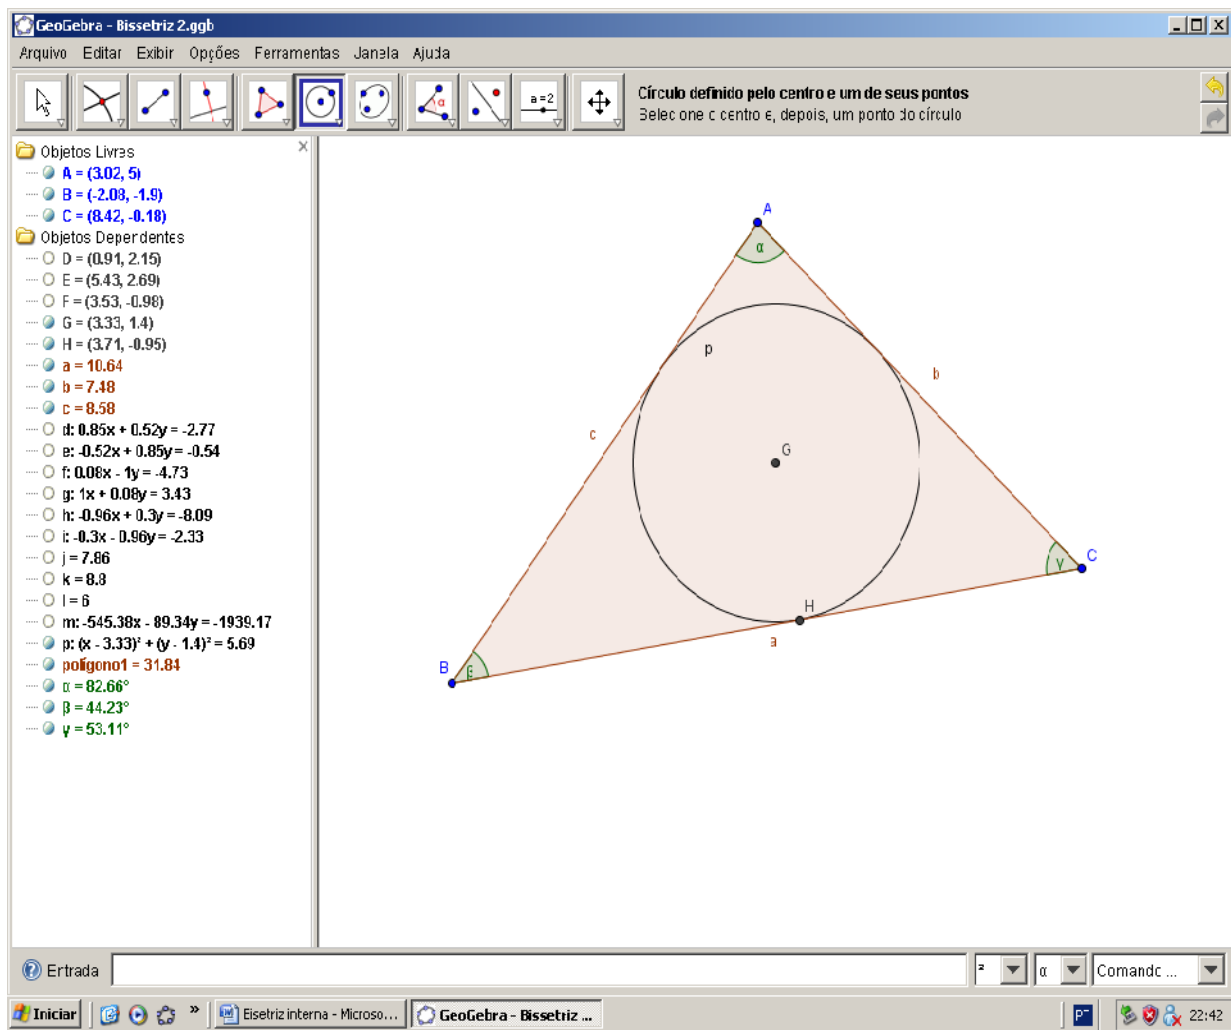 GeoGebra - Bissetriz 2.ggb
Arquivo Editar Exibir Opções Ferramentas Janela Ajuda
a=2
Círculo definido pelo centro e um de seus pontos
Selecione o centro e, depois, um ponto do círculo
Objetos Livres
A = (3.02, 5)
B = (-2.08, -1.9)
C = (8.42, -0.18)
Objetos Dependentes
D = (0.91, 2.15)
E = (5.43, 2.69)
F = (3.53, -0.98)
G = (3.33, 1.4)
H = (3.71, -0.95)
a = 10.64
b = 7.48
c = 8.58
d: 0.85x + 0.52y = -2.77
e: -0.52x + 0.85y = -0.54
f: 0.08x - 1y = -4.73
g: 1x + 0.08y = 3.43
h: -0.96x + 0.3y = -8.09
i: -0.3x - 0.96y = -2.33
j = 7.86
k = 8.8
l = 6
m: -545.38x - 89.34y = -1939.17
p: (x - 3.33)² + (y - 1.4)² = 5.69
polígono1 = 31.84
α = 82.66°
β = 44.23°
γ = 53.11°
A
α
p
b
c
G
C
γ
H
a
B
β
Entrada
² α Comando ...
Iniciar » Bisetriz interna - Microso... GeoGebra - Bissetriz ... 22:42